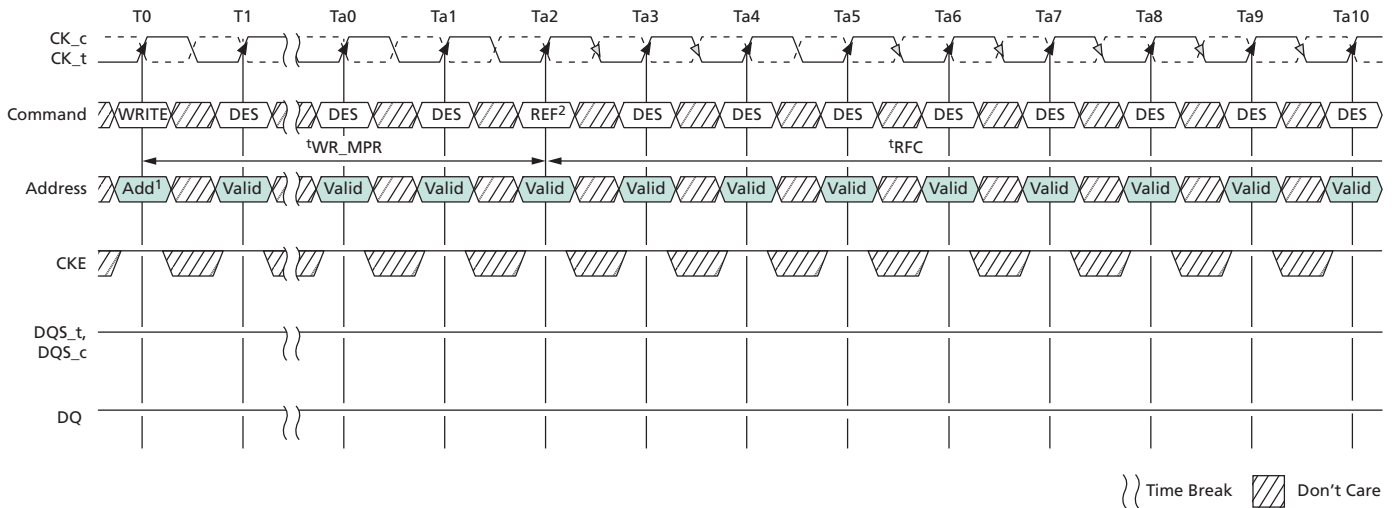 T0 T1 Ta0 Ta1 Ta2 Ta3 Ta4 Ta5 Ta6 Ta7 Ta8 Ta9 Ta10
CK_c
CK_t
Command WRITE DES DES DES REF² DES DES DES DES DES DES DES DES
tWR_MPR tRFC
Address Add¹ Valid Valid Valid Valid Valid Valid Valid Valid Valid Valid Valid Valid
CKE
DQS_t,
DQS_c
DQ
Time Break Don't Care